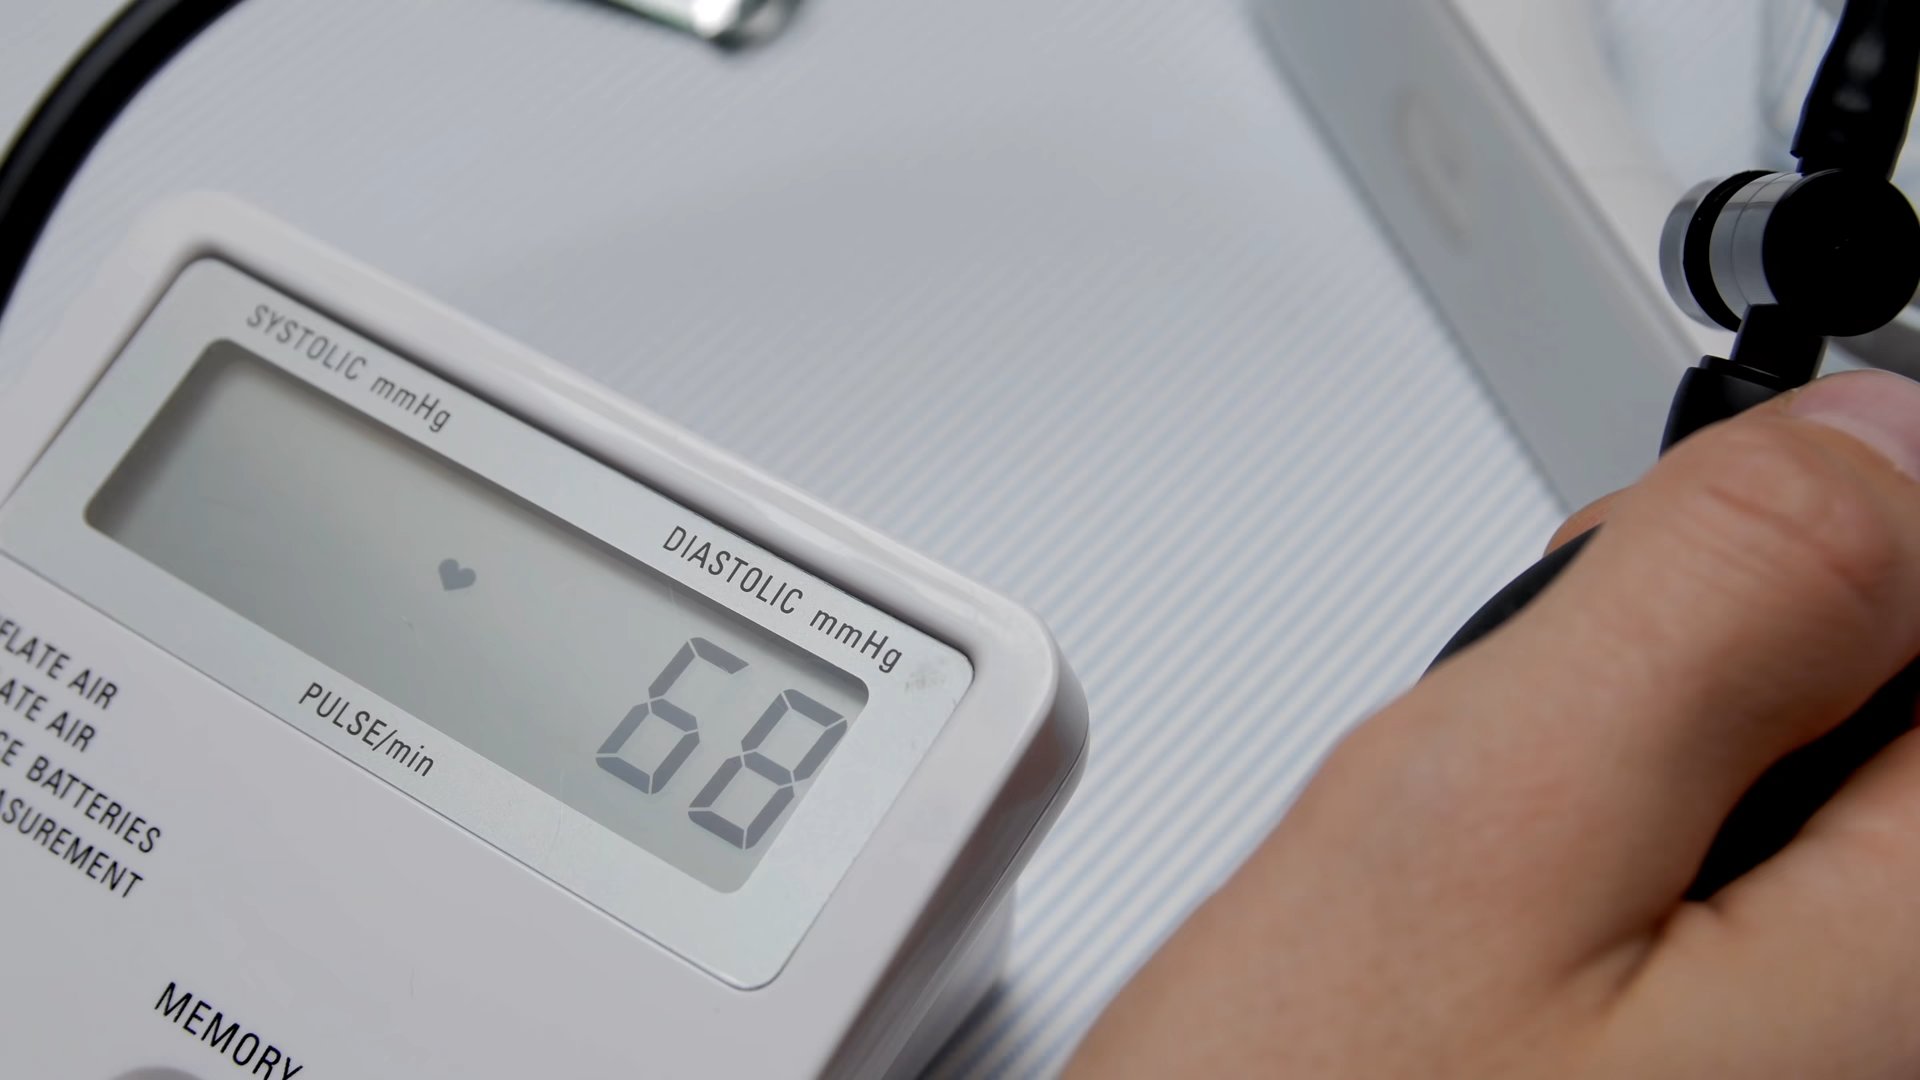 SYSTOLIC mmHg
DIASTOLIC mmHg
68
PULSE/min
FLATE AIR
ATE AIR
CE BATTERIES
ASUREMENT
MEMORY